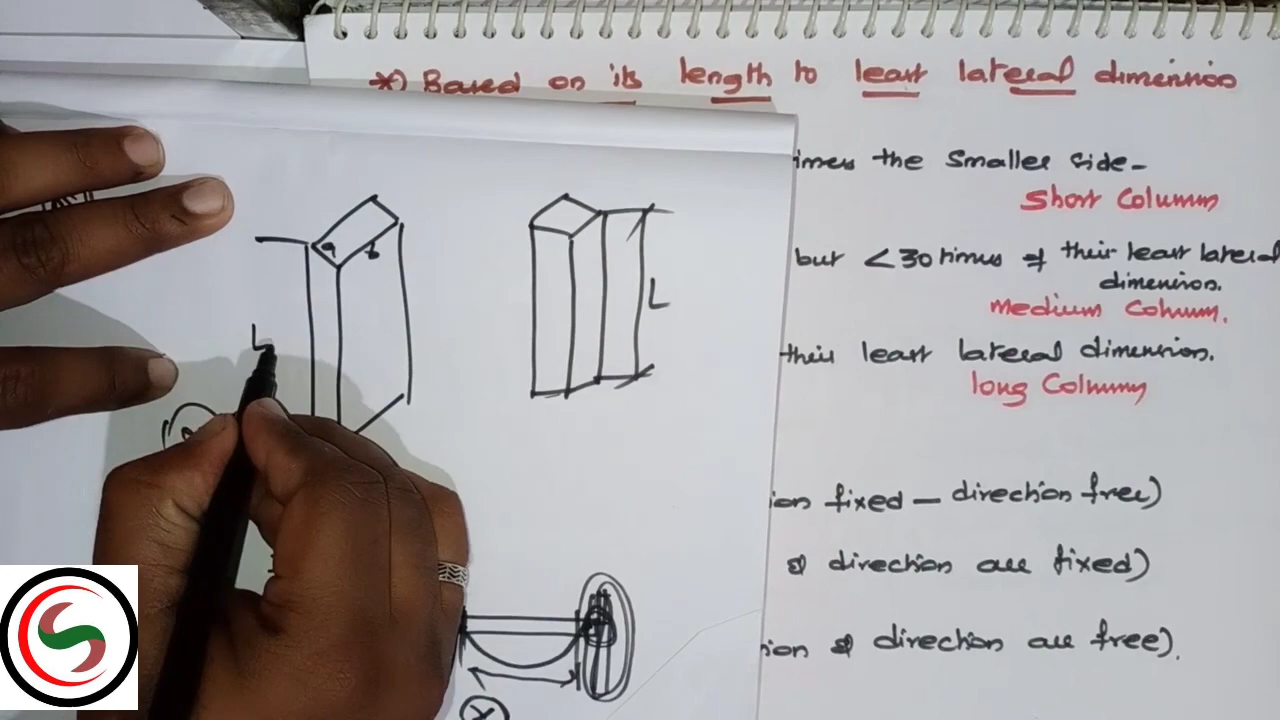 *) Based on its length to least lateral dimension
imes the Smaller side-
Short Column
but <30 times of their least lateral
dimension.
medium Column.
their least lateral dimension.
long Column
ion fixed - direction free)
& direction are fixed)
ion & direction are free).
a
b
L
L
x